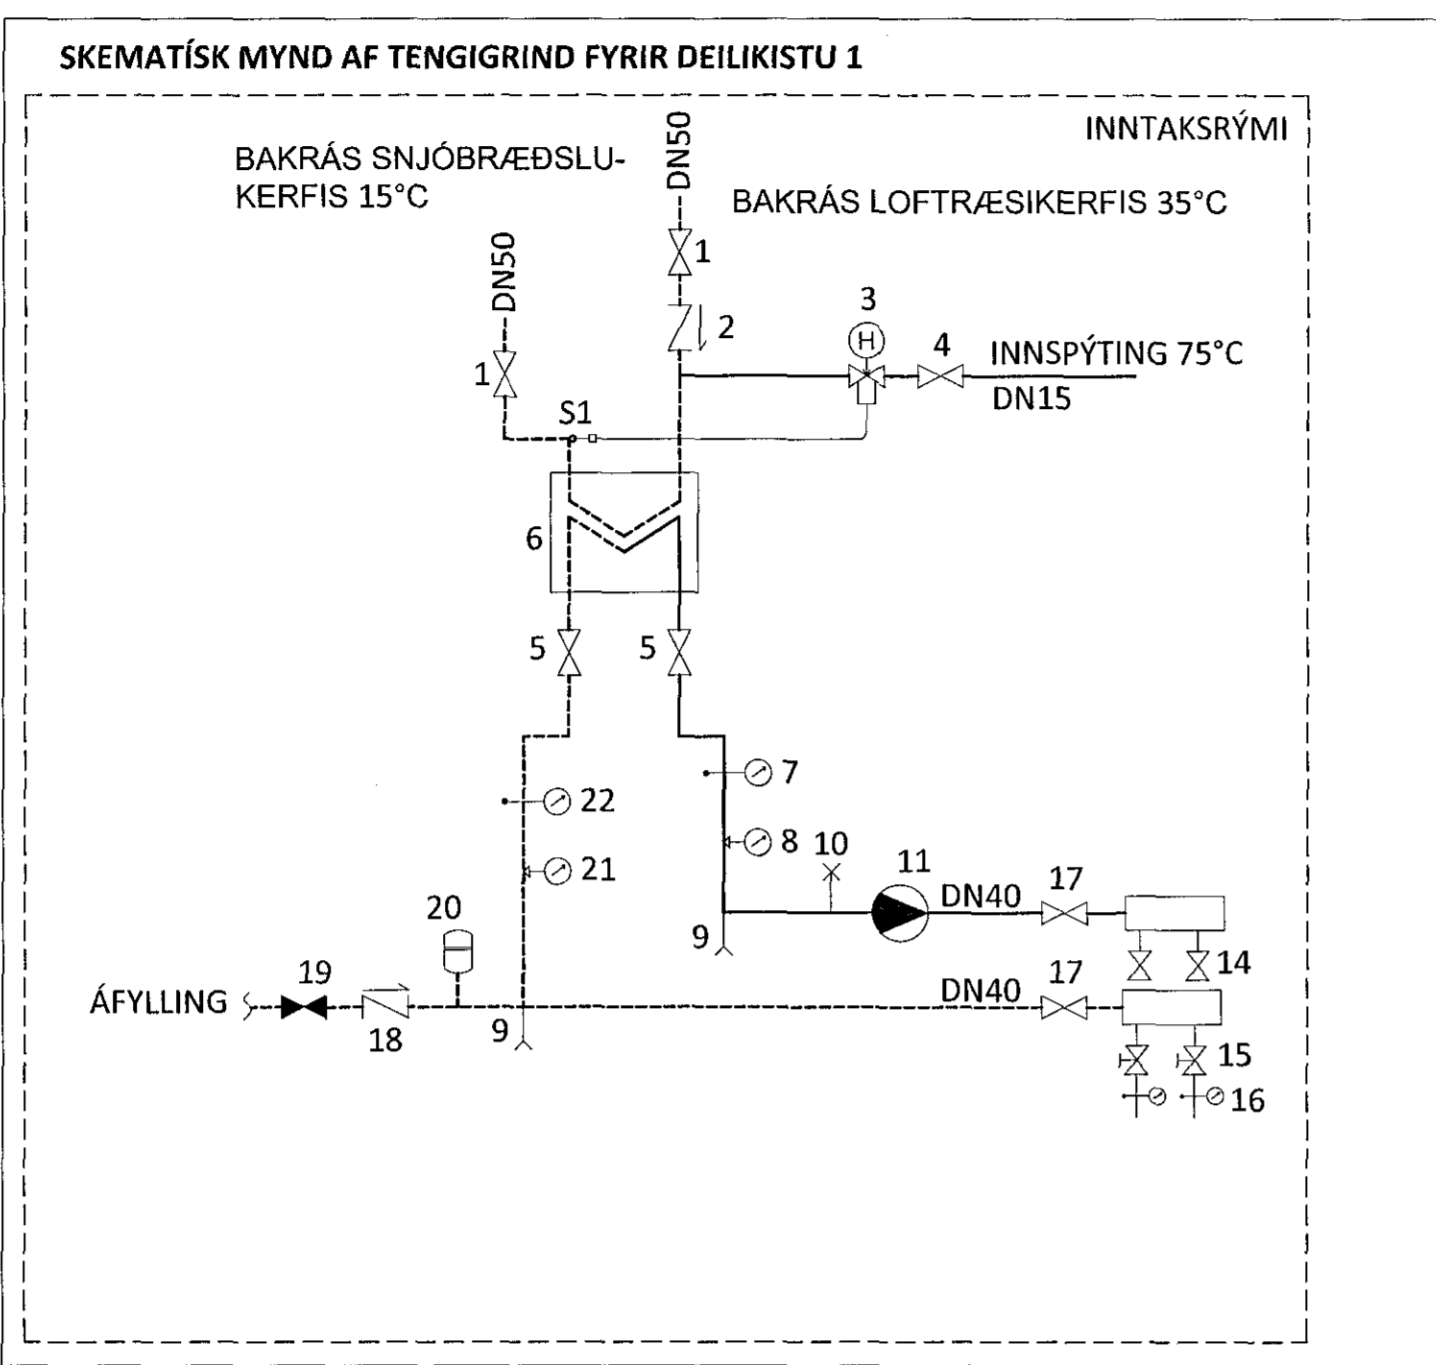 SKEMATÍSK MYND AF TENGIGRIND FYRIR DEILIKISTU 1
INNTAKSRÝMI
BAKRÁS SNJÓBRÆÐSLU-
KERFIS 15°C
DN50
BAKRÁS LOFTRÆSIKERFIS 35°C
DN50
1
2
3
4
INNSPÝTING 75°C
DN15
1
S1
6
5
5
7
22
8
21
10
11
DN40
17
20
9
14
19
ÁFYLLING
18
9
DN40
17
15
16